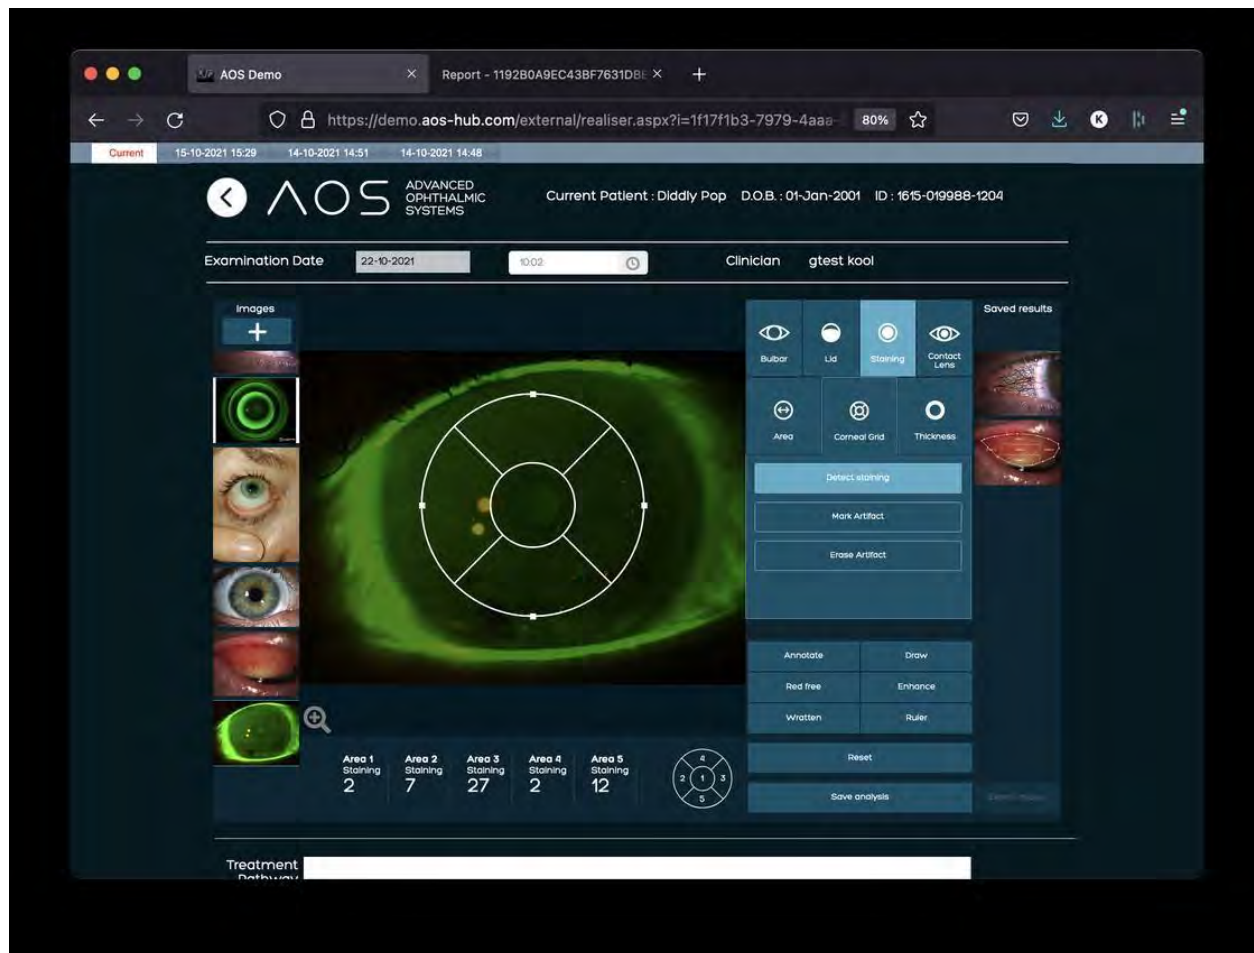 AOS Demo
Report - 1192B0A9EC43BF7631DBE
https://demo.aos-hub.com/external/realiser.aspx?i=1f17f1b3-7979-4aaa-
80%
K
Current 15-10-2021 15:29 14-10-2021 14:51 14-10-2021 14:48
AOS ADVANCED
OPHTHALMIC
SYSTEMS
Current Patient : Diddly Pop D.O.B. : 01-Jan-2001 ID : 1615-019988-1204
Examination Date 22-10-2021 10:02 Clinician gtest kool
Images
Bulbar Lid Staining Contact
Lens
Area Corneal Grid Thickness
Detect staining
Mark Artifact
Erase Artifact
Annotate Draw
Red free Enhance
Wratten Ruler
Reset
Save analysis
Saved results
Area 1 Area 2 Area 3 Area 4 Area 5
Staining Staining Staining Staining Staining
2 7 27 2 12
4
2 1 3
5
Treatment
Pathway